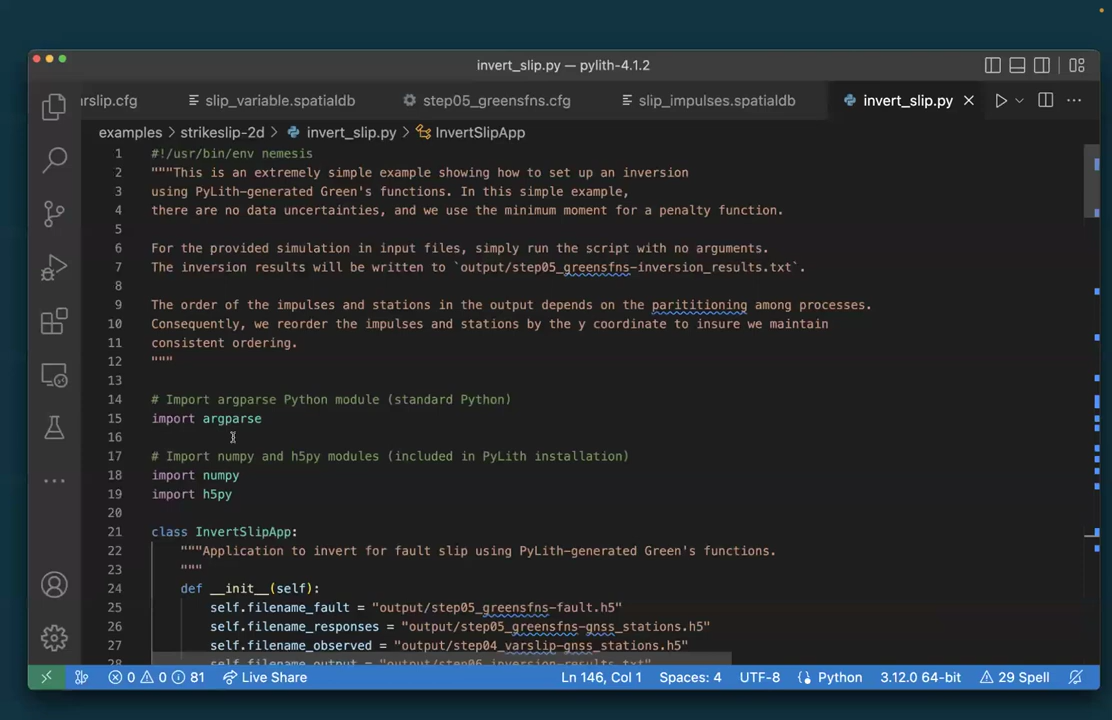 invert_slip.py — pylith-4.1.2
rslip.cfg slip_variable.spatialdb step05_greensfns.cfg slip_impulses.spatialdb invert_slip.py
examples > strikeslip-2d > invert_slip.py > InvertSlipApp
1 #!/usr/bin/env nemesis
2 """This is an extremely simple example showing how to set up an inversion
3 using PyLith-generated Green's functions. In this simple example,
4 there are no data uncertainties, and we use the minimum moment for a penalty function.
5
6 For the provided simulation in input files, simply run the script with no arguments.
7 The inversion results will be written to `output/step05_greensfns-inversion_results.txt`.
8
9 The order of the impulses and stations in the output depends on the parititioning among processes.
10 Consequently, we reorder the impulses and stations by the y coordinate to insure we maintain
11 consistent ordering.
12 """
13
14 # Import argparse Python module (standard Python)
15 import argparse
16
17 # Import numpy and h5py modules (included in PyLith installation)
18 import numpy
19 import h5py
20
21 class InvertSlipApp:
22 """Application to invert for fault slip using PyLith-generated Green's functions.
23 """
24 def __init__(self):
25 self.filename_fault = "output/step05_greensfns-fault.h5"
26 self.filename_responses = "output/step05_greensfns-gnss_stations.h5"
27 self.filename_observed = "output/step04_varslip-gnss_stations.h5"
28 self.filename_output = "output/step06_inversion-results.txt"
0 0 81 Live Share Ln 146, Col 1 Spaces: 4 UTF-8 Python 3.12.0 64-bit 29 Spell